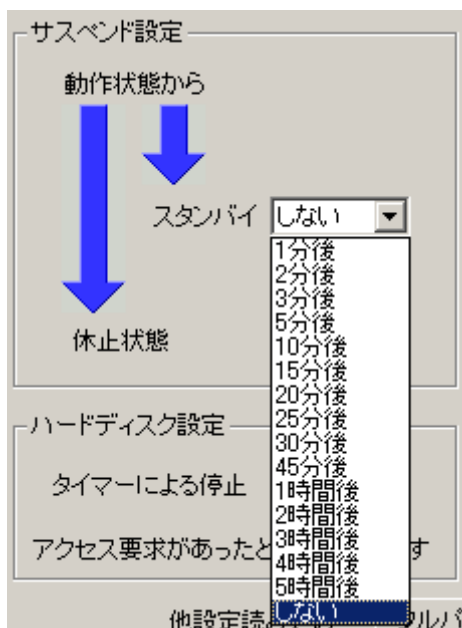 サスペンド設定
動作状態から
スタンバイ しない
1分後
2分後
3分後
5分後
10分後
15分後
20分後
25分後
30分後
45分後
1時間後
2時間後
3時間後
4時間後
5時間後
しない
休止状態
ハードディスク設定
タイマーによる停止
アクセス要求があったと
す
他設定読